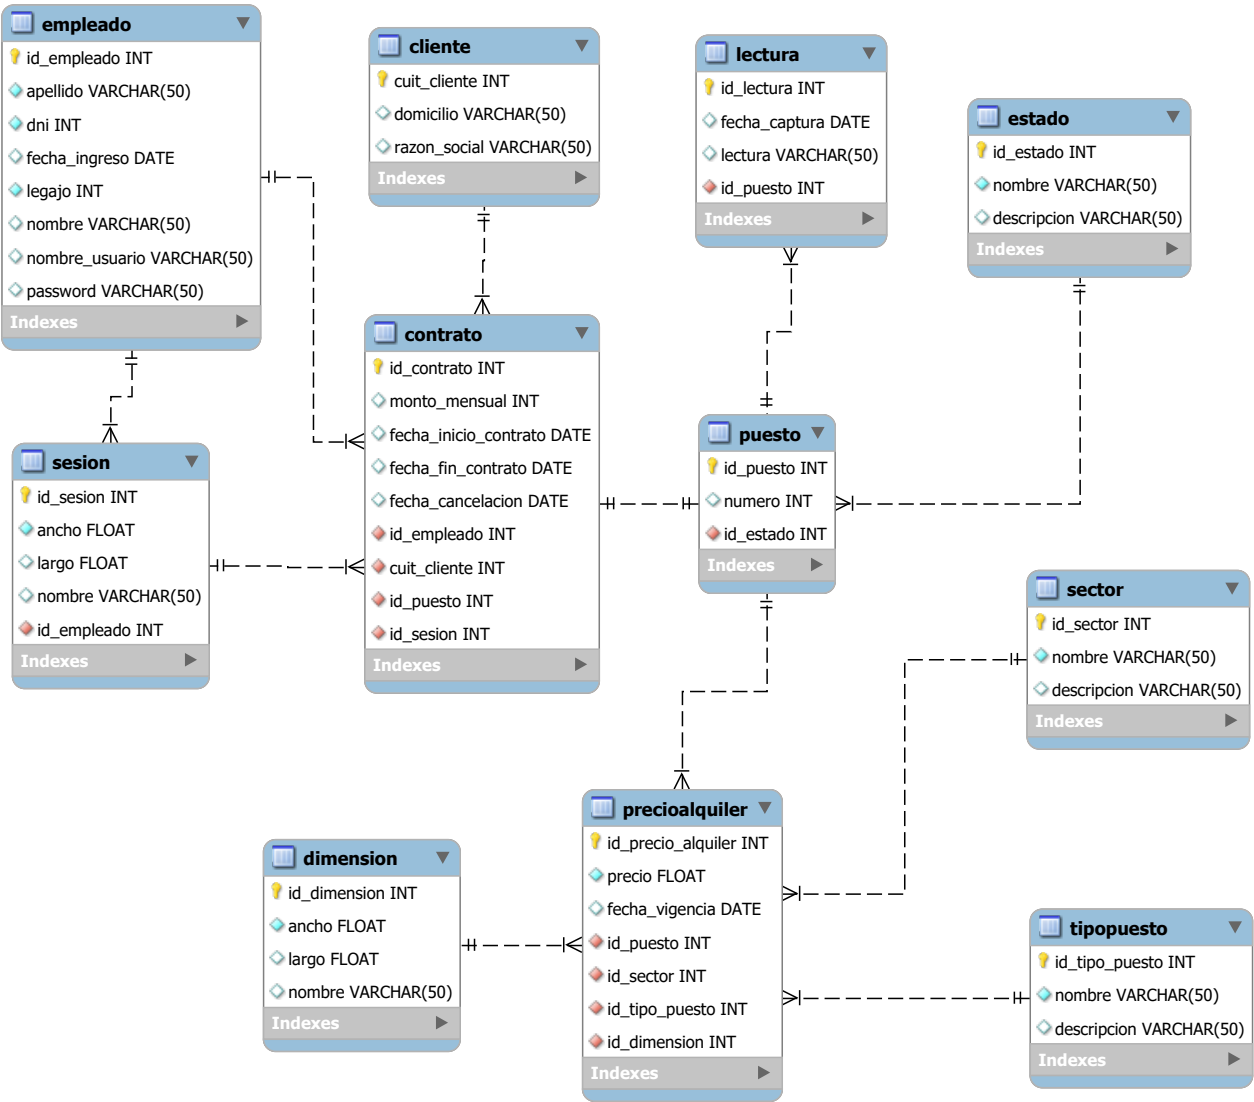 empleado
id_empleado INT
apellido VARCHAR(50)
dni INT
fecha_ingreso DATE
legajo INT
nombre VARCHAR(50)
nombre_usuario VARCHAR(50)
password VARCHAR(50)
Indexes
cliente
cuit_cliente INT
domicilio VARCHAR(50)
razon_social VARCHAR(50)
Indexes
lectura
id_lectura INT
fecha_captura DATE
lectura VARCHAR(50)
id_puesto INT
Indexes
estado
id_estado INT
nombre VARCHAR(50)
descripcion VARCHAR(50)
Indexes
sesion
id_sesion INT
ancho FLOAT
largo FLOAT
nombre VARCHAR(50)
id_empleado INT
Indexes
contrato
id_contrato INT
monto_mensual INT
fecha_inicio_contrato DATE
fecha_fin_contrato DATE
fecha_cancelacion DATE
id_empleado INT
cuit_cliente INT
id_puesto INT
id_sesion INT
Indexes
puesto
id_puesto INT
numero INT
id_estado INT
Indexes
sector
id_sector INT
nombre VARCHAR(50)
descripcion VARCHAR(50)
Indexes
dimension
id_dimension INT
ancho FLOAT
largo FLOAT
nombre VARCHAR(50)
Indexes
precioalquiler
id_precio_alquiler INT
precio FLOAT
fecha_vigencia DATE
id_puesto INT
id_sector INT
id_tipo_puesto INT
id_dimension INT
Indexes
tipopuesto
id_tipo_puesto INT
nombre VARCHAR(50)
descripcion VARCHAR(50)
Indexes